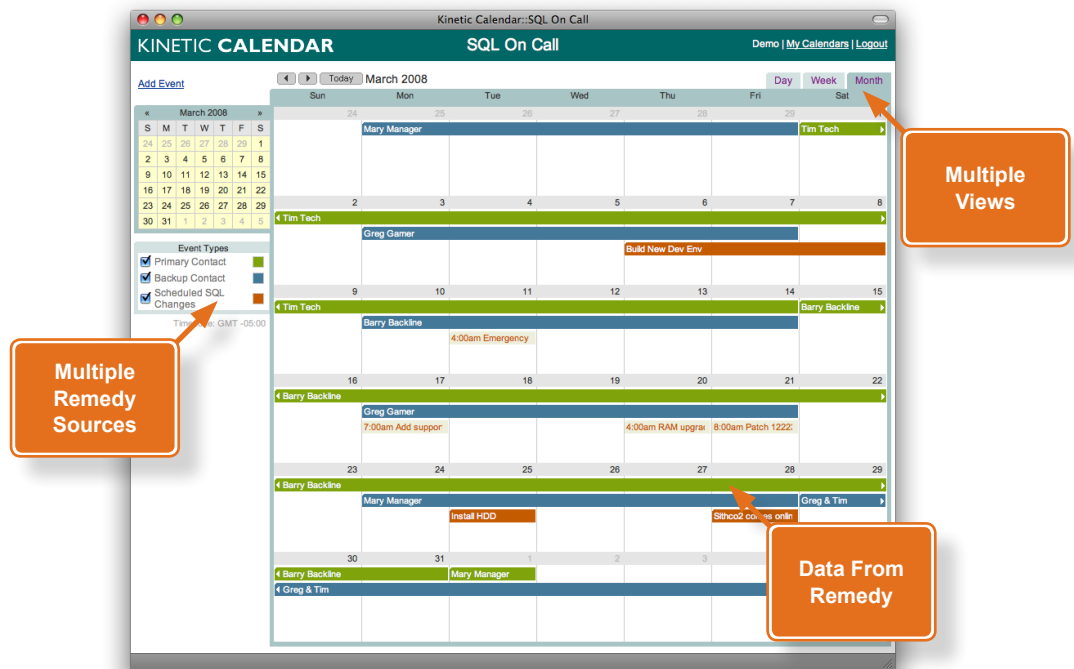 Kinetic Calendar::SQL On Call
KINETIC CALENDAR
SQL On Call
Demo | My Calendars | Logout
Add Event
Today March 2008
Day Week Month
Sun Mon Tue Wed Thu Fri Sat
« March 2008 »
S M T W T F S
24 25 26 27 28 29 1
2 3 4 5 6 7 8
9 10 11 12 13 14 15
16 17 18 19 20 21 22
23 24 25 26 27 28 29
30 31 1 2 3 4 5
Event Types
Primary Contact
Backup Contact
Scheduled SQL
Changes
GMT -05:00
24 25 26 27 28 29
Mary Manager Tim Tech
2 3 4 5 6 7 8
Tim Tech
Greg Garner
Build New Dev Env
9 10 11 12 13 14 15
Tim Tech Barry Backline
Barry Backline
4:00am Emergency
16 17 18 19 20 21 22
Barry Backline
Greg Garner
7:00am Add suppor 4:00am RAM upgra 8:00am Patch 1222
23 24 25 26 27 28 29
Barry Backline
Mary Manager Greg & Tim
Install HDD Sithco2 comes onlin
30 31 1 2 3
Barry Backline Mary Manager
Greg & Tim
Multiple
Views
Multiple
Remedy
Sources
Data From
Remedy